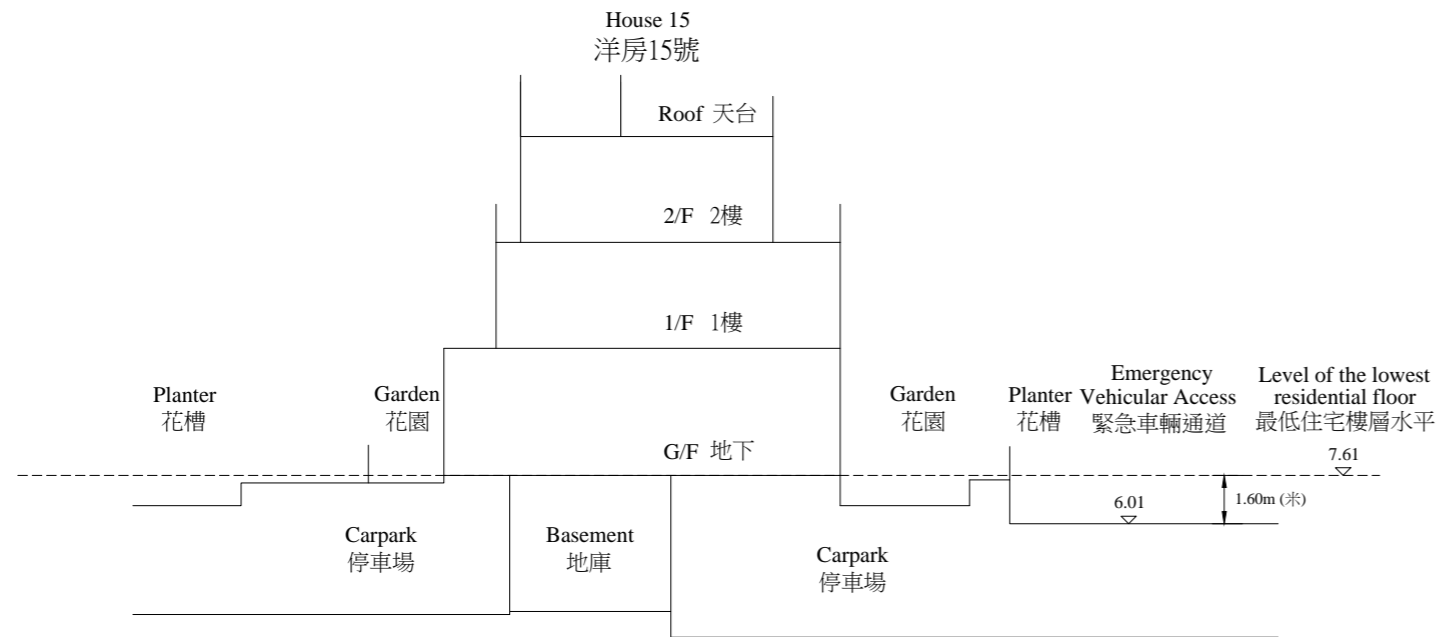 House 15
洋房15號
Roof 天台
2/F 2樓
1/F 1樓
Planter
花槽
Garden
花園
G/F 地下
Garden
花園
Planter
花槽
Emergency
Vehicular Access
緊急車輛通道
Level of the lowest
residential floor
最低住宅樓層水平
7.61
6.01
1.60m (米)
Carpark
停車場
Basement
地庫
Carpark
停車場